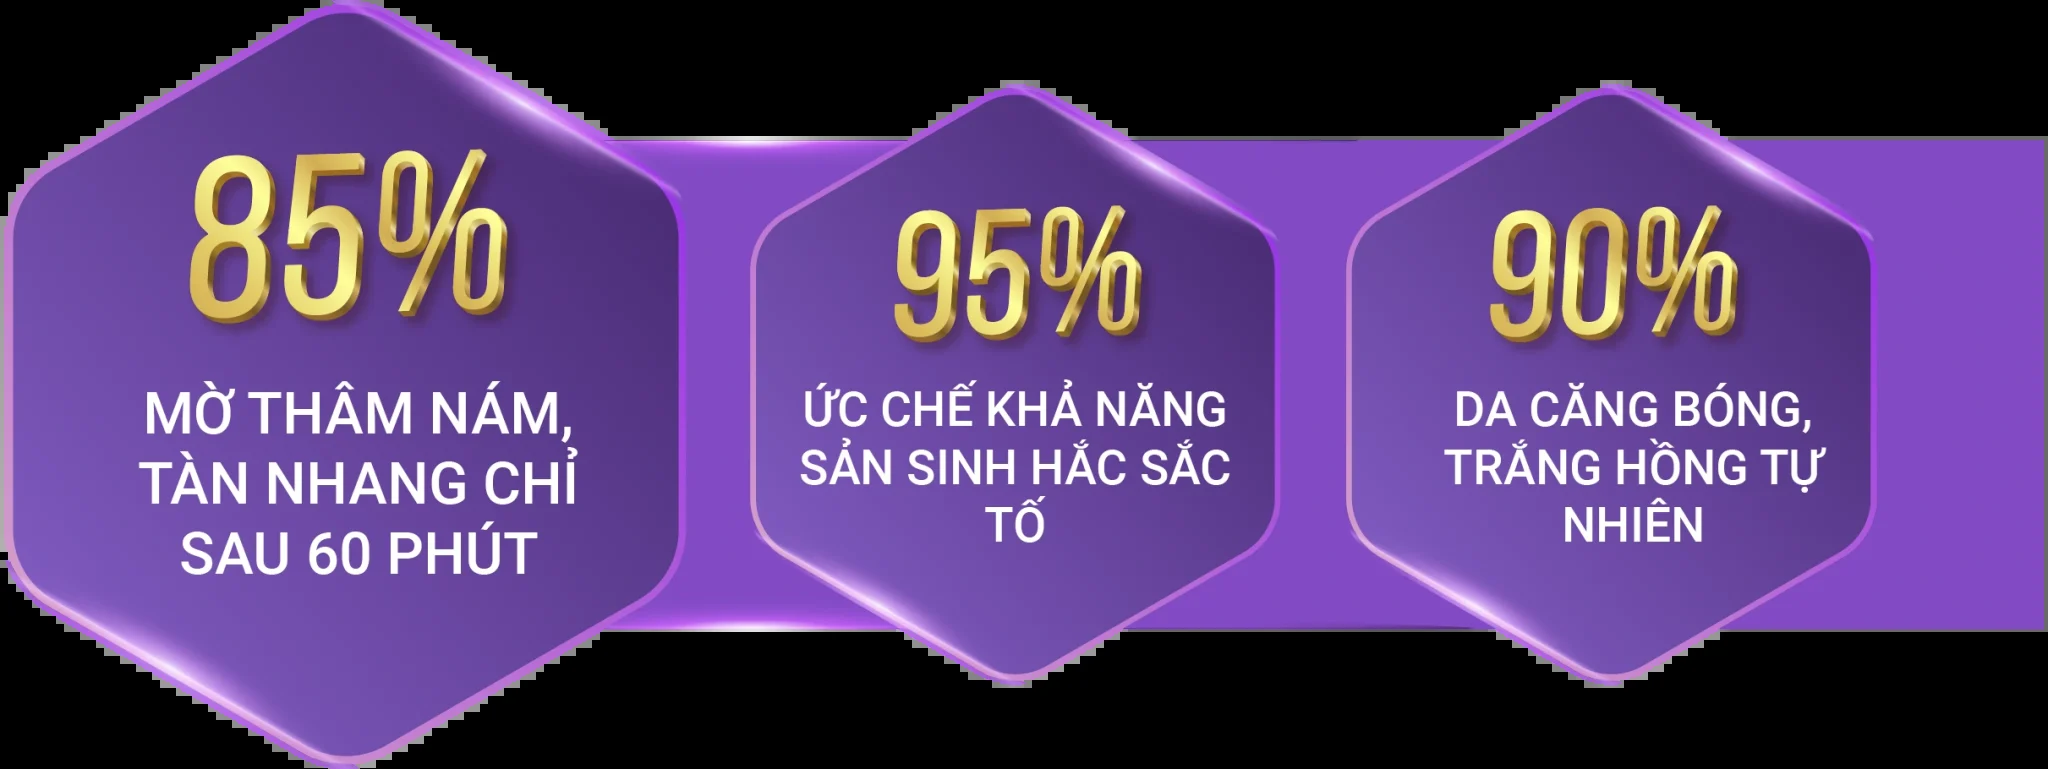 85%
MỜ THÂM NÁM,
TÀN NHANG CHỈ
SAU 60 PHÚT
95%
ỨC CHẾ KHẢ NĂNG
SẢN SINH HẮC SẮC
TỐ
90%
DA CĂNG BÓNG,
TRẮNG HỒNG TỰ
NHIÊN